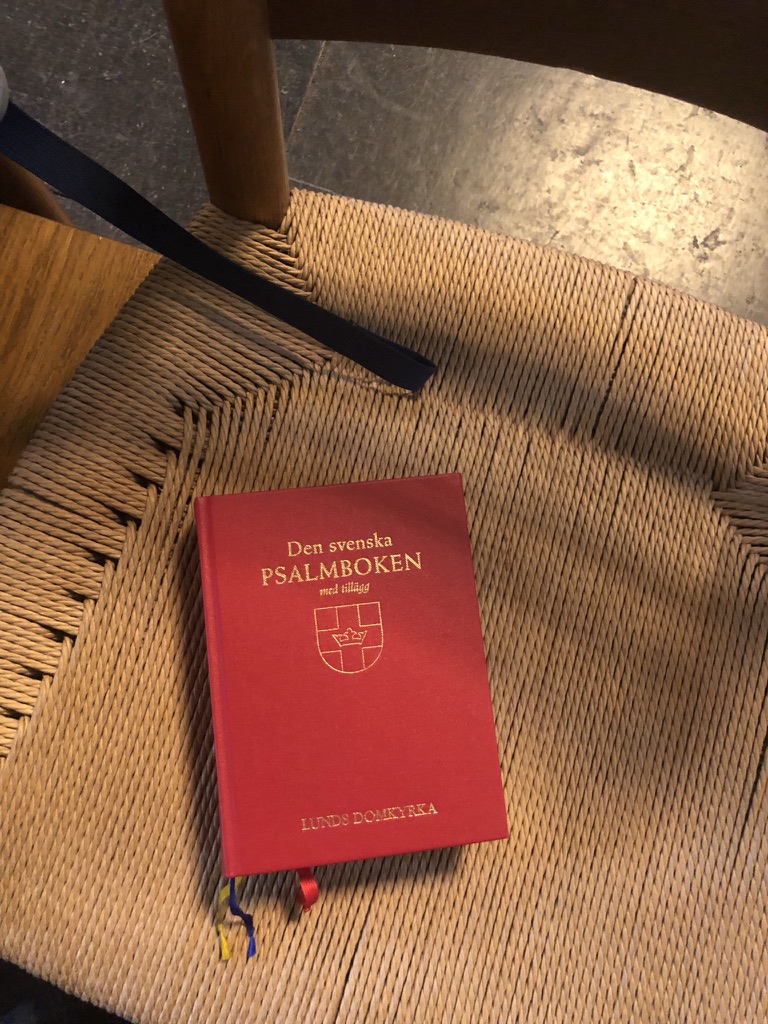 Den svenska
PSALMBOKEN
med tillägg
LUNDS DOMKYRKA